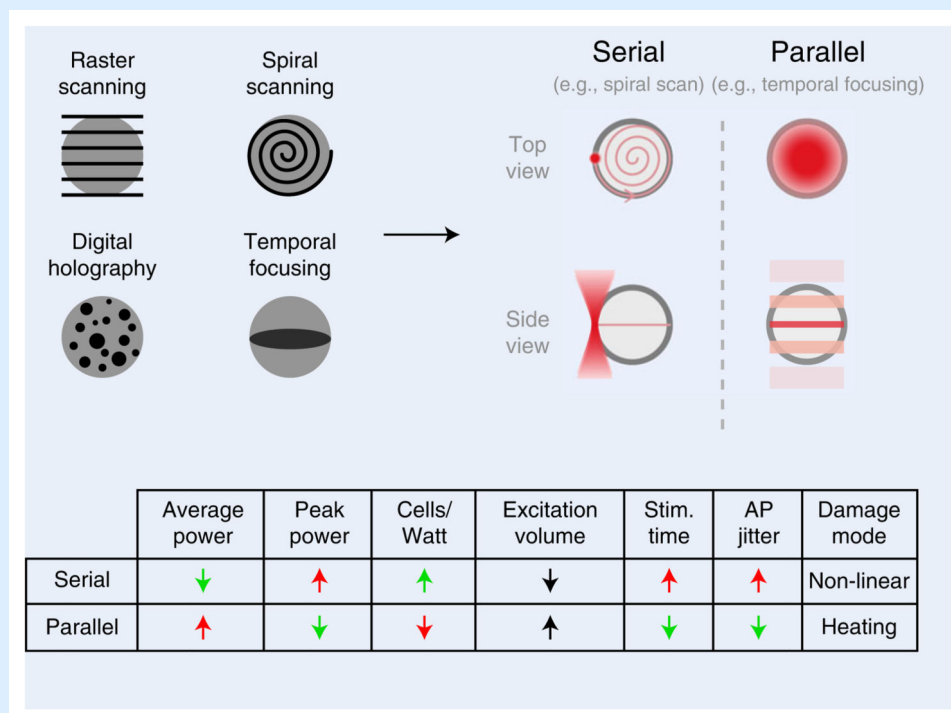 Raster
scanning
Spiral
scanning
Digital
holography
Temporal
focusing
Serial
(e.g., spiral scan)
Parallel
(e.g., temporal focusing)
Top
view
Side
view
Average
power
Peak
power
Cells/
Watt
Excitation
volume
Stim.
time
AP
jitter
Damage
mode
Serial
Non-linear
Parallel
Heating